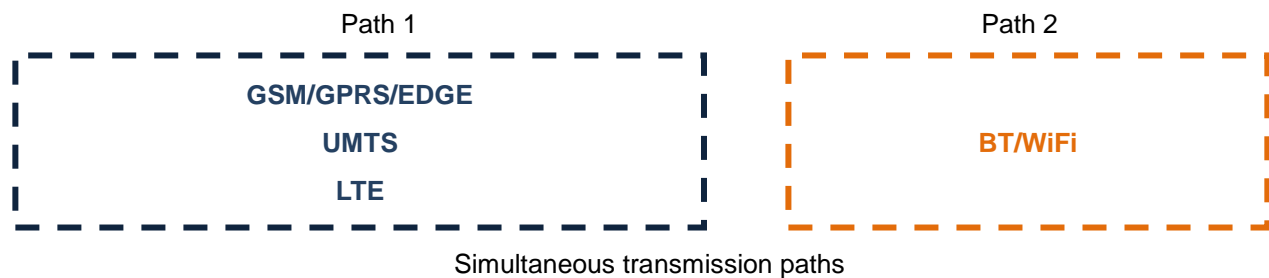 Path 1
Path 2
GSM/GPRS/EDGE
UMTS
LTE
BT/WiFi
Simultaneous transmission paths